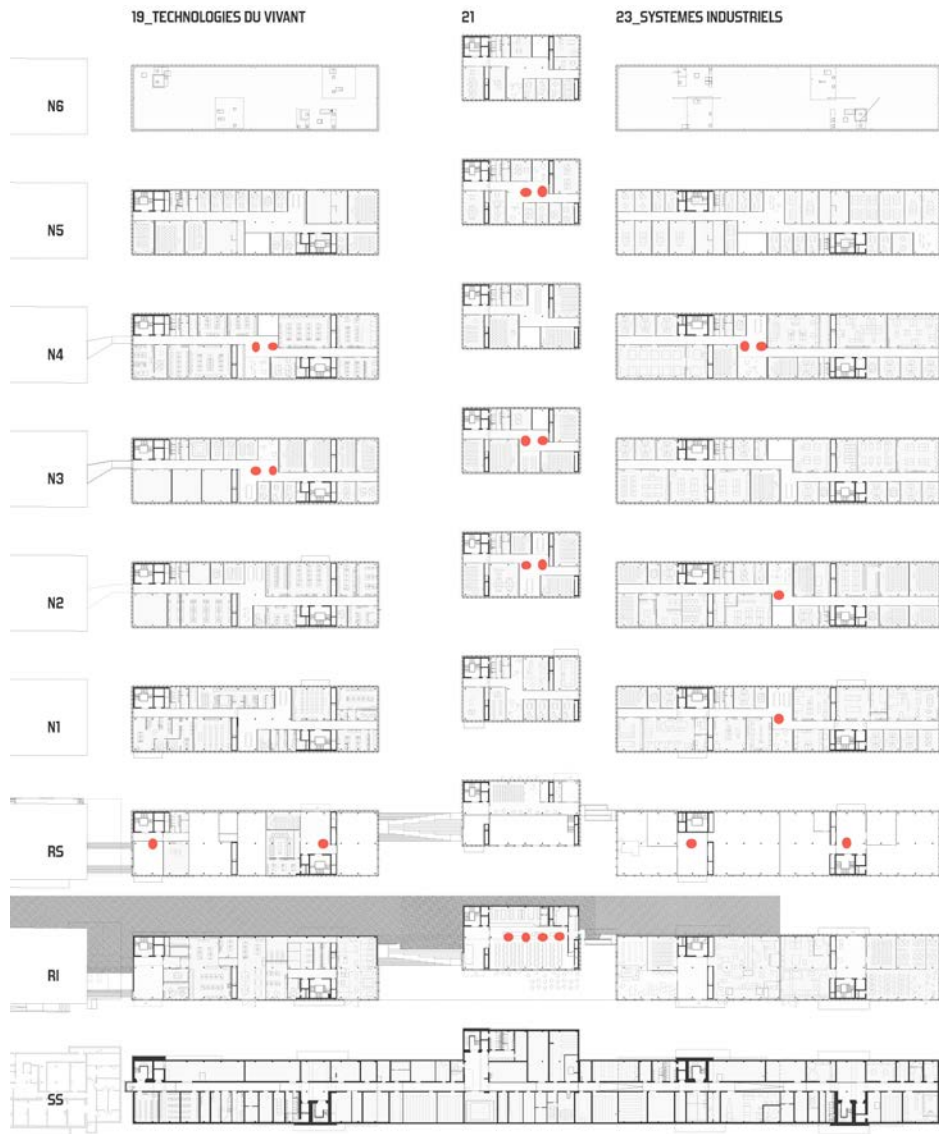 19_TECHNOLOGIES DU VIVANT
21
23_SYSTEMES INDUSTRIELS
N6
N5
N4
N3
N2
N1
RS
RI
SS